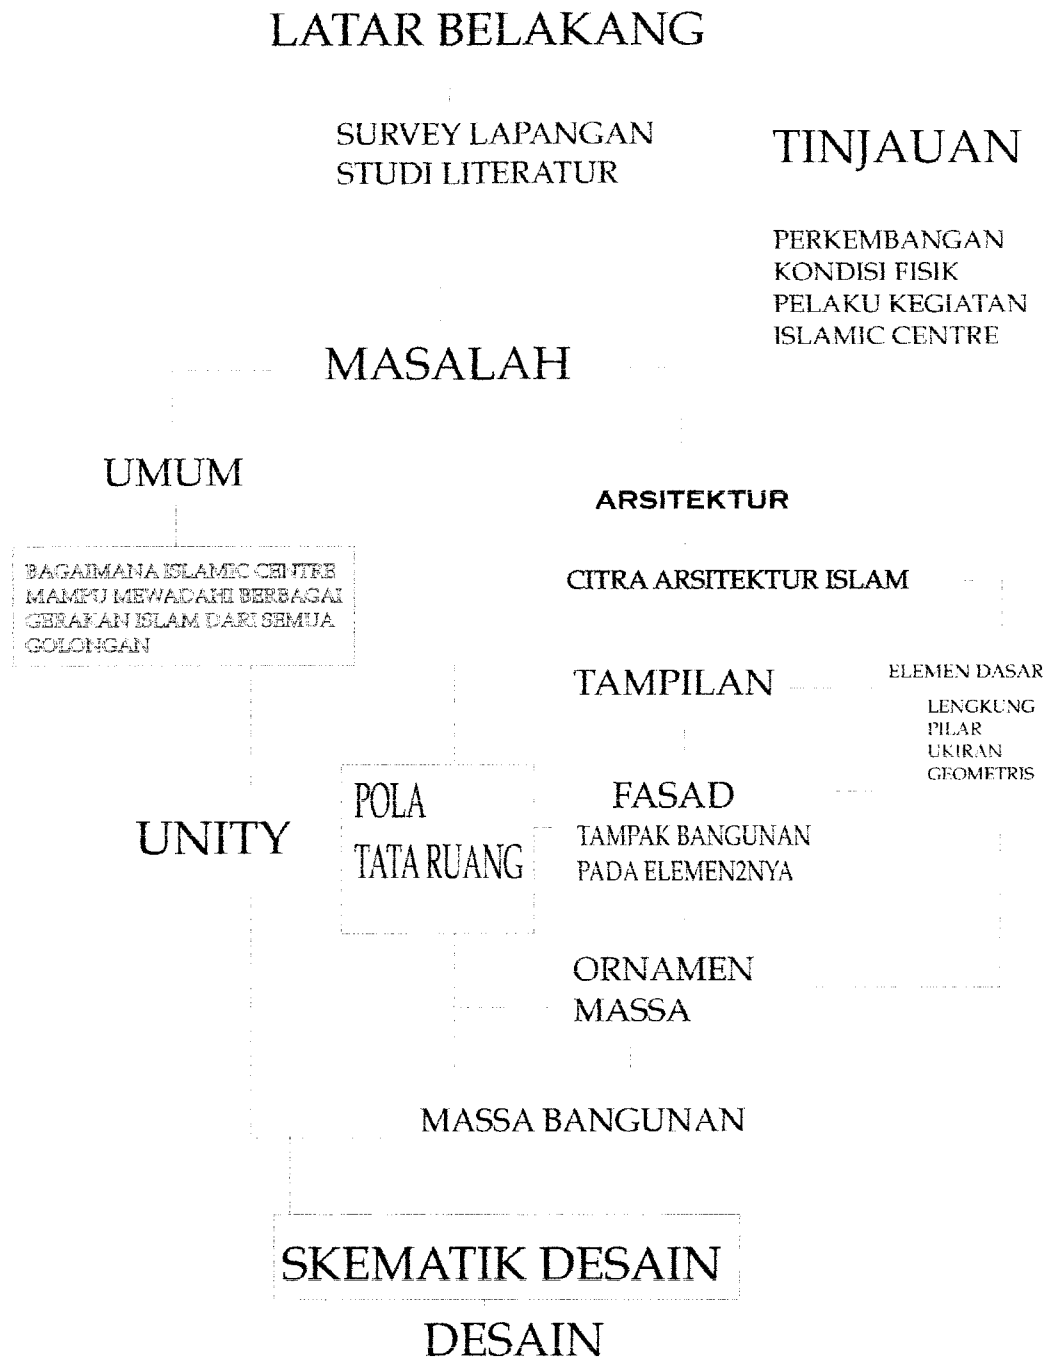 LATAR BELAKANG
SURVEY LAPANGAN
STUDI LITERATUR
TINJAUAN
PERKEMBANGAN
KONDISI FISIK
PELAKU KEGIATAN
ISLAMIC CENTRE
MASALAH
UMUM
ARSITEKTUR
BAGAIMANA ISLAMIC CENTRE
MAMPU MEWADAHI BERBAGAI
GERAKAN ISLAM DARI SEMUA
GOLONGAN
CITRA ARSITEKTUR ISLAM
TAMPILAN
ELEMEN DASAR
LENGKUNG
PILAR
UKIRAN
GEOMETRIS
UNITY
POLA
TATA RUANG
FASAD
TAMPAK BANGUNAN
PADA ELEMEN2NYA
ORNAMEN
MASSA
MASSA BANGUNAN
SKEMATIK DESAIN
DESAIN